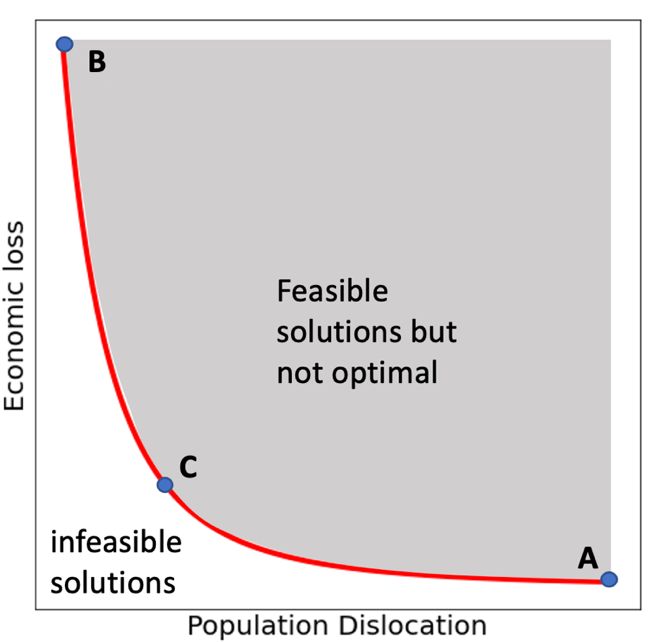 B
Economic loss
Feasible
solutions but
not optimal
C
infeasible
solutions
A
Population Dislocation